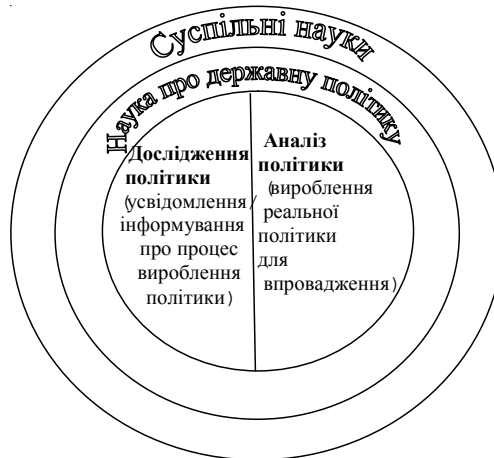 Суспільні науки
Наука про державну політику
Дослідження
політики
(усвідомлення/
інформування
про процес
вироблення
політики)
Аналіз
політики
(вироблення
реальної
політики
для
впровадження)